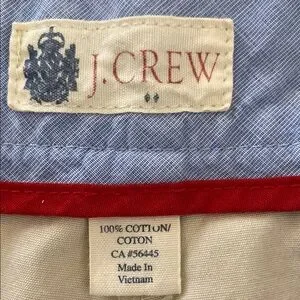 J.CREW
100% COTTON/
COTON
CA #56445
Made in
Vietnam